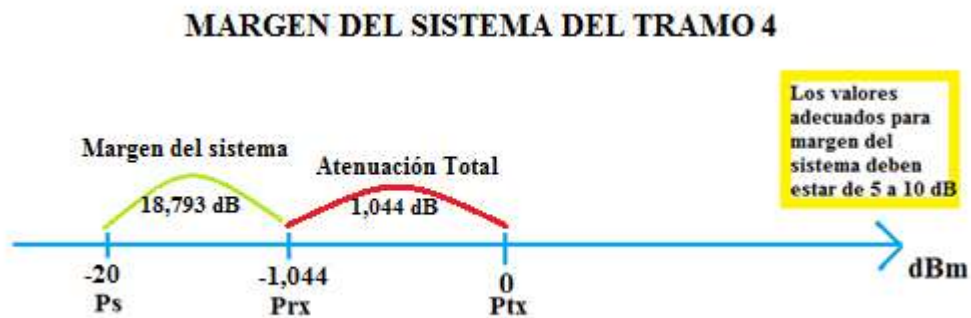 MARGEN DEL SISTEMA DEL TRAMO 4
Los valores
adecuados para
margen del
sistema deben
estar de 5 a 10 dB
Margen del sistema
Atenuación Total
18,793 dB
1,044 dB
-20
-1,044
0
dBm
Ps
Prx
Ptx